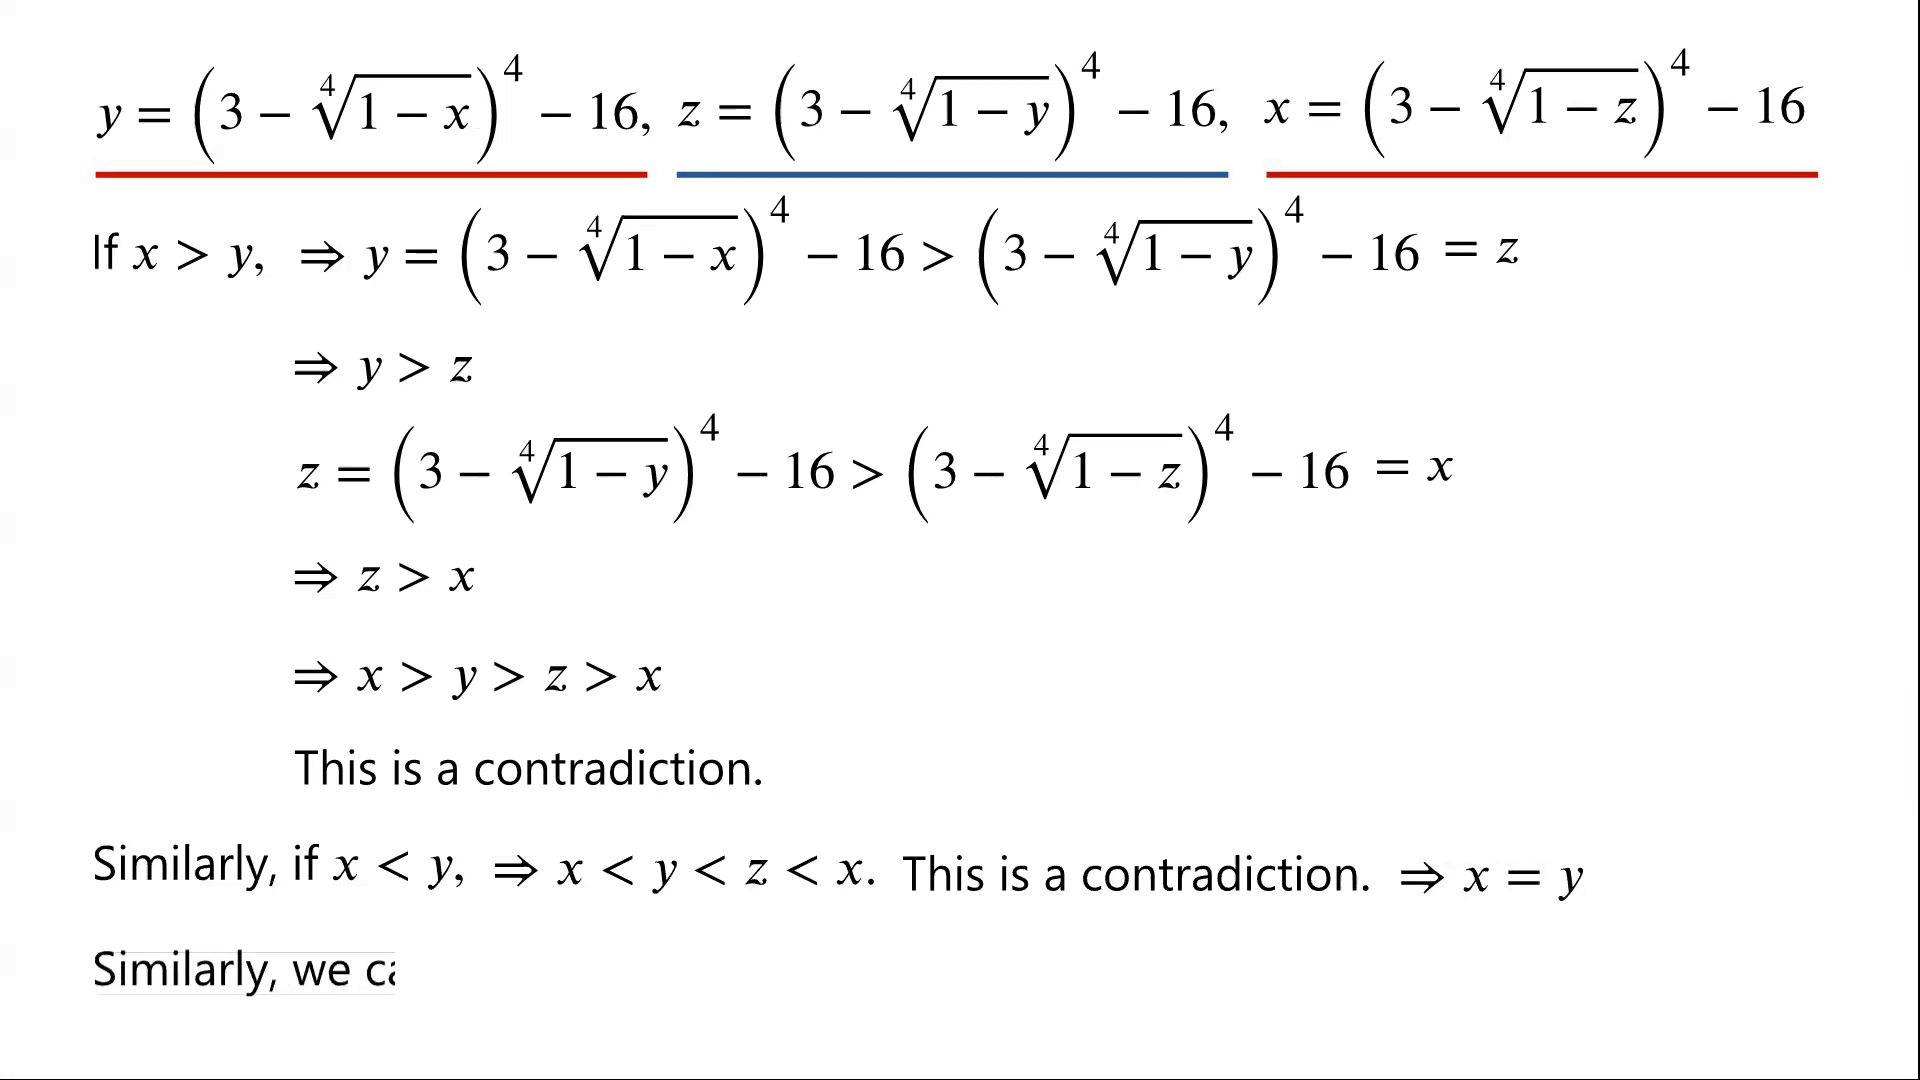 y = (3 − ∜(1 − x))⁴ − 16, z = (3 − ∜(1 − y))⁴ − 16, x = (3 − ∜(1 − z))⁴ − 16
If x > y, ⇒ y = (3 − ∜(1 − x))⁴ − 16 > (3 − ∜(1 − y))⁴ − 16 = z
⇒ y > z
z = (3 − ∜(1 − y))⁴ − 16 > (3 − ∜(1 − z))⁴ − 16 = x
⇒ z > x
⇒ x > y > z > x
This is a contradiction.
Similarly, if x < y, ⇒ x < y < z < x. This is a contradiction. ⇒ x = y
Similarly, we